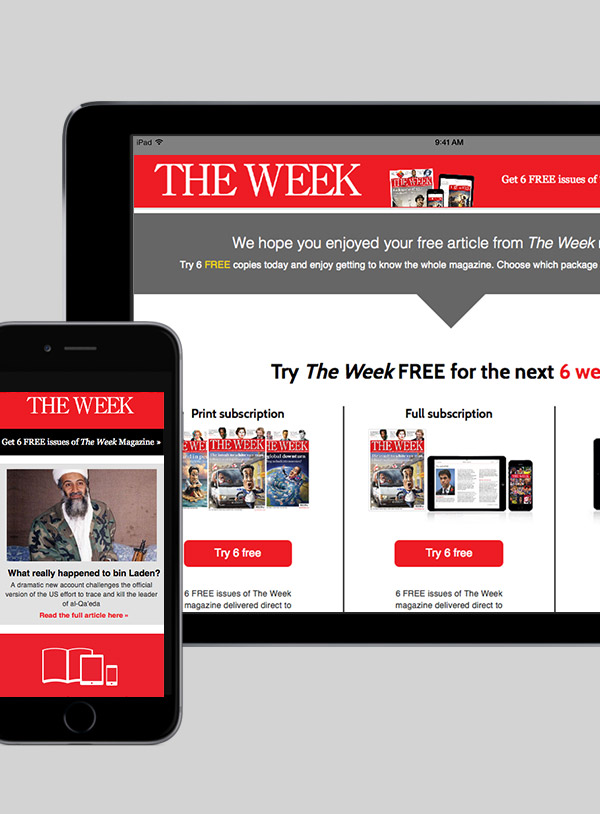 iPad
9:41 AM
THE WEEK
THE WEEK
Get 6 FREE issues of
We hope you enjoyed your free article from The Week
Try 6 FREE copies today and enjoy getting to know the whole magazine. Choose which package
Try The Week FREE for the next 6 we
Print subscription
Full subscription
THE WEEK
THE WEEK
Try 6 free
Try 6 free
6 FREE issues of The Week
magazine delivered direct to
6 FREE issues of The Week
magazine delivered direct to
THE WEEK
Get 6 FREE issues of The Week Magazine »
What really happened to bin Laden?
A dramatic new account challenges the official
version of the US effort to trace and kill the leader
of al-Qa'eda
Read the full article here »